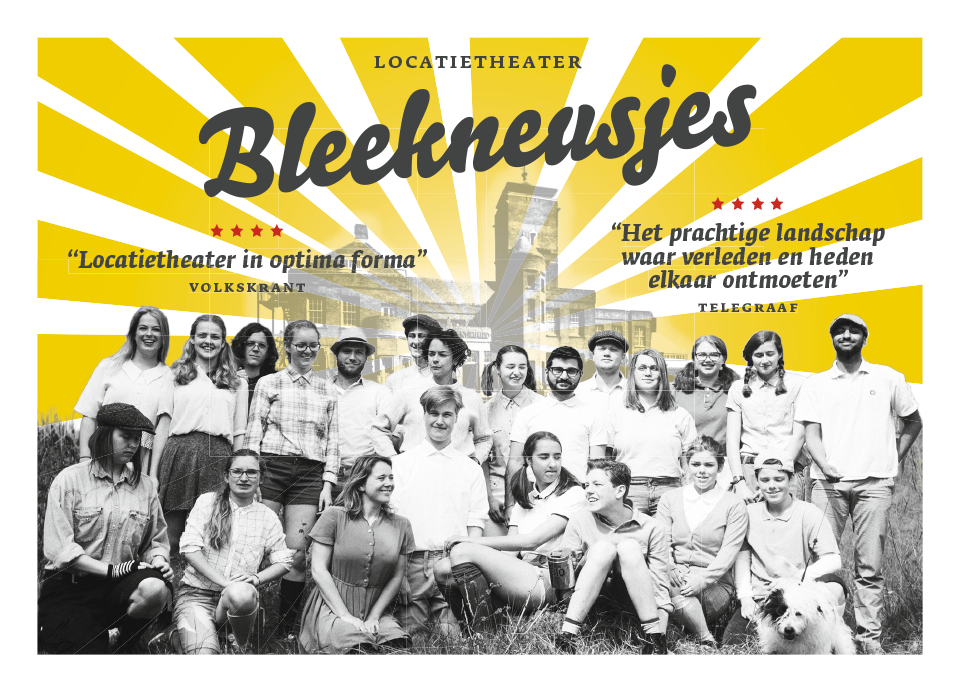 LOCATIETHEATER
Bleekneusjes
“Locatietheater in optima forma”
VOLKSKRANT
“Het prachtige landschap
waar verleden en heden
elkaar ontmoeten”
TELEGRAAF